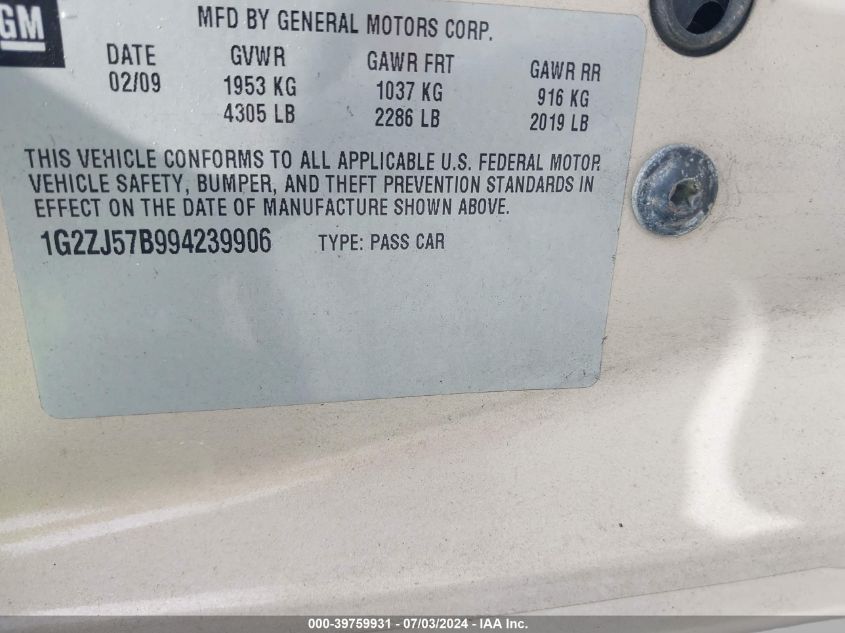 GM
MFD BY GENERAL MOTORS CORP.
DATE GVWR GAWR FRT GAWR RR
02/09 1953 KG 1037 KG 916 KG
4305 LB 2286 LB 2019 LB
THIS VEHICLE CONFORMS TO ALL APPLICABLE U.S. FEDERAL MOTOR
VEHICLE SAFETY, BUMPER, AND THEFT PREVENTION STANDARDS IN
EFFECT ON THE DATE OF MANUFACTURE SHOWN ABOVE.
1G2ZJ57B994239906 TYPE: PASS CAR
000-39759931 - 07/03/2024 - IAA Inc.